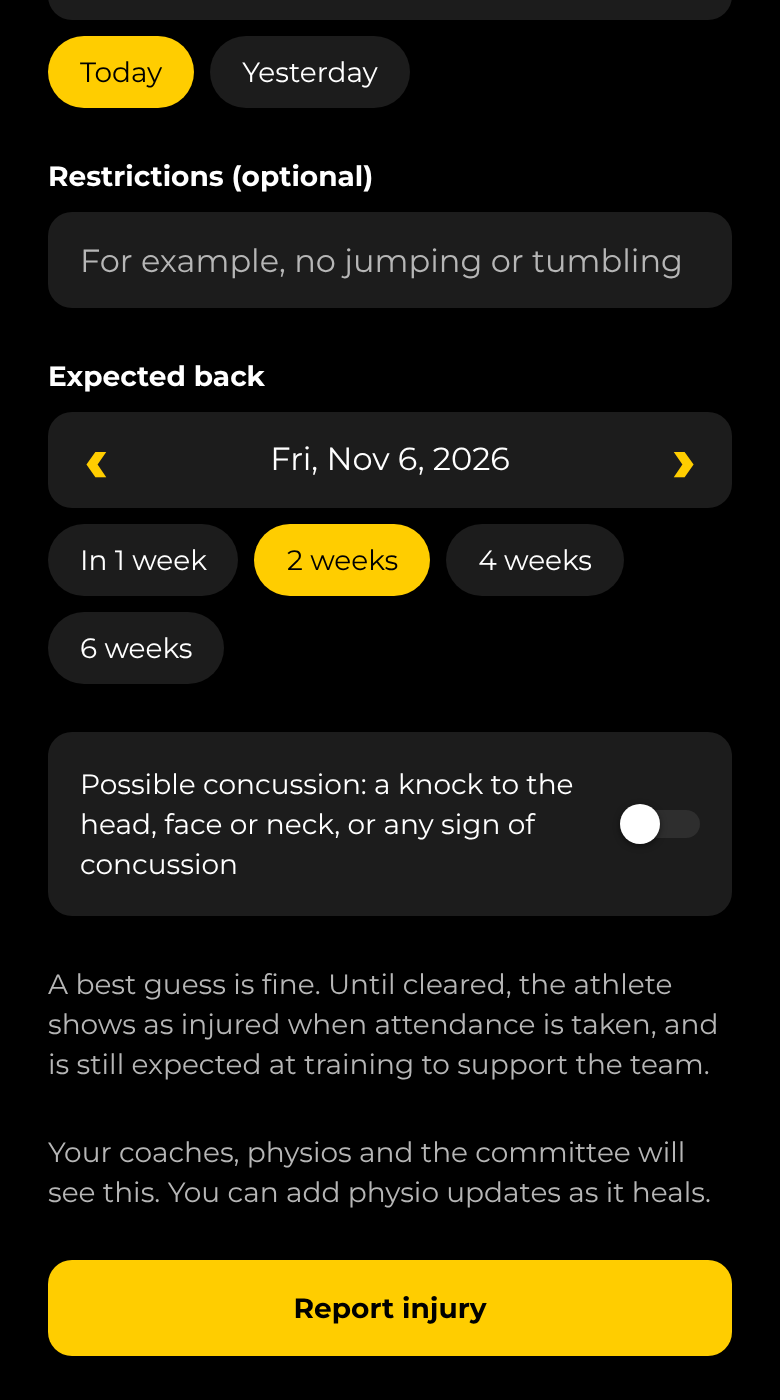 Today
Yesterday
Restrictions (optional)
For example, no jumping or tumbling
Expected back
‹ Fri, Nov 6, 2026 ›
In 1 week
2 weeks
4 weeks
6 weeks
Possible concussion: a knock to the
head, face or neck, or any sign of
concussion
A best guess is fine. Until cleared, the athlete
shows as injured when attendance is taken, and
is still expected at training to support the team.
Your coaches, physios and the committee will
see this. You can add physio updates as it heals.
Report injury